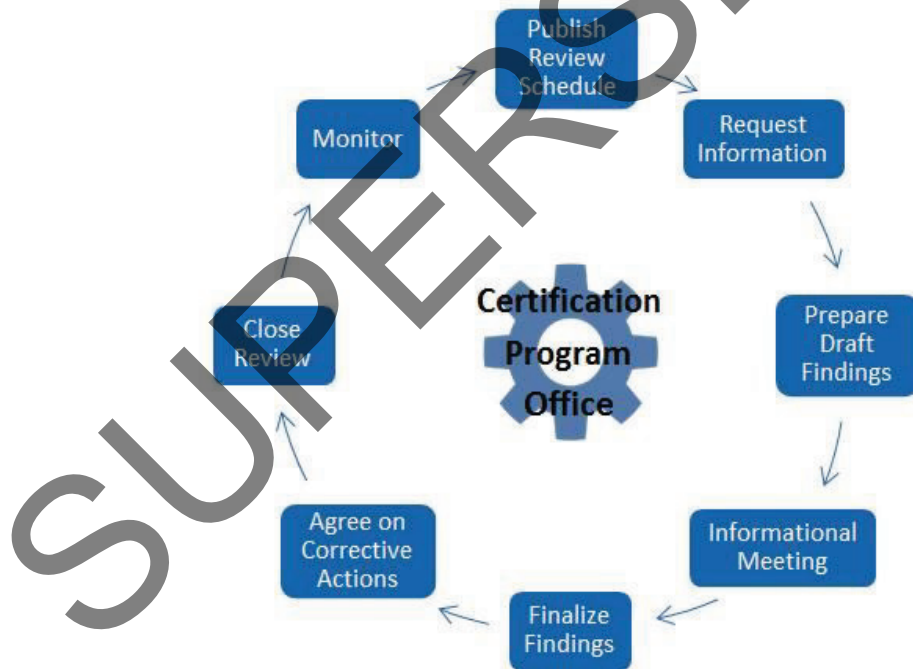 Publish
Review
Schedule
Request
Information
Prepare
Draft
Findings
Informational
Meeting
Finalize
Findings
Agree on
Corrective
Actions
Close
Review
Monitor
Certification
Program
Office